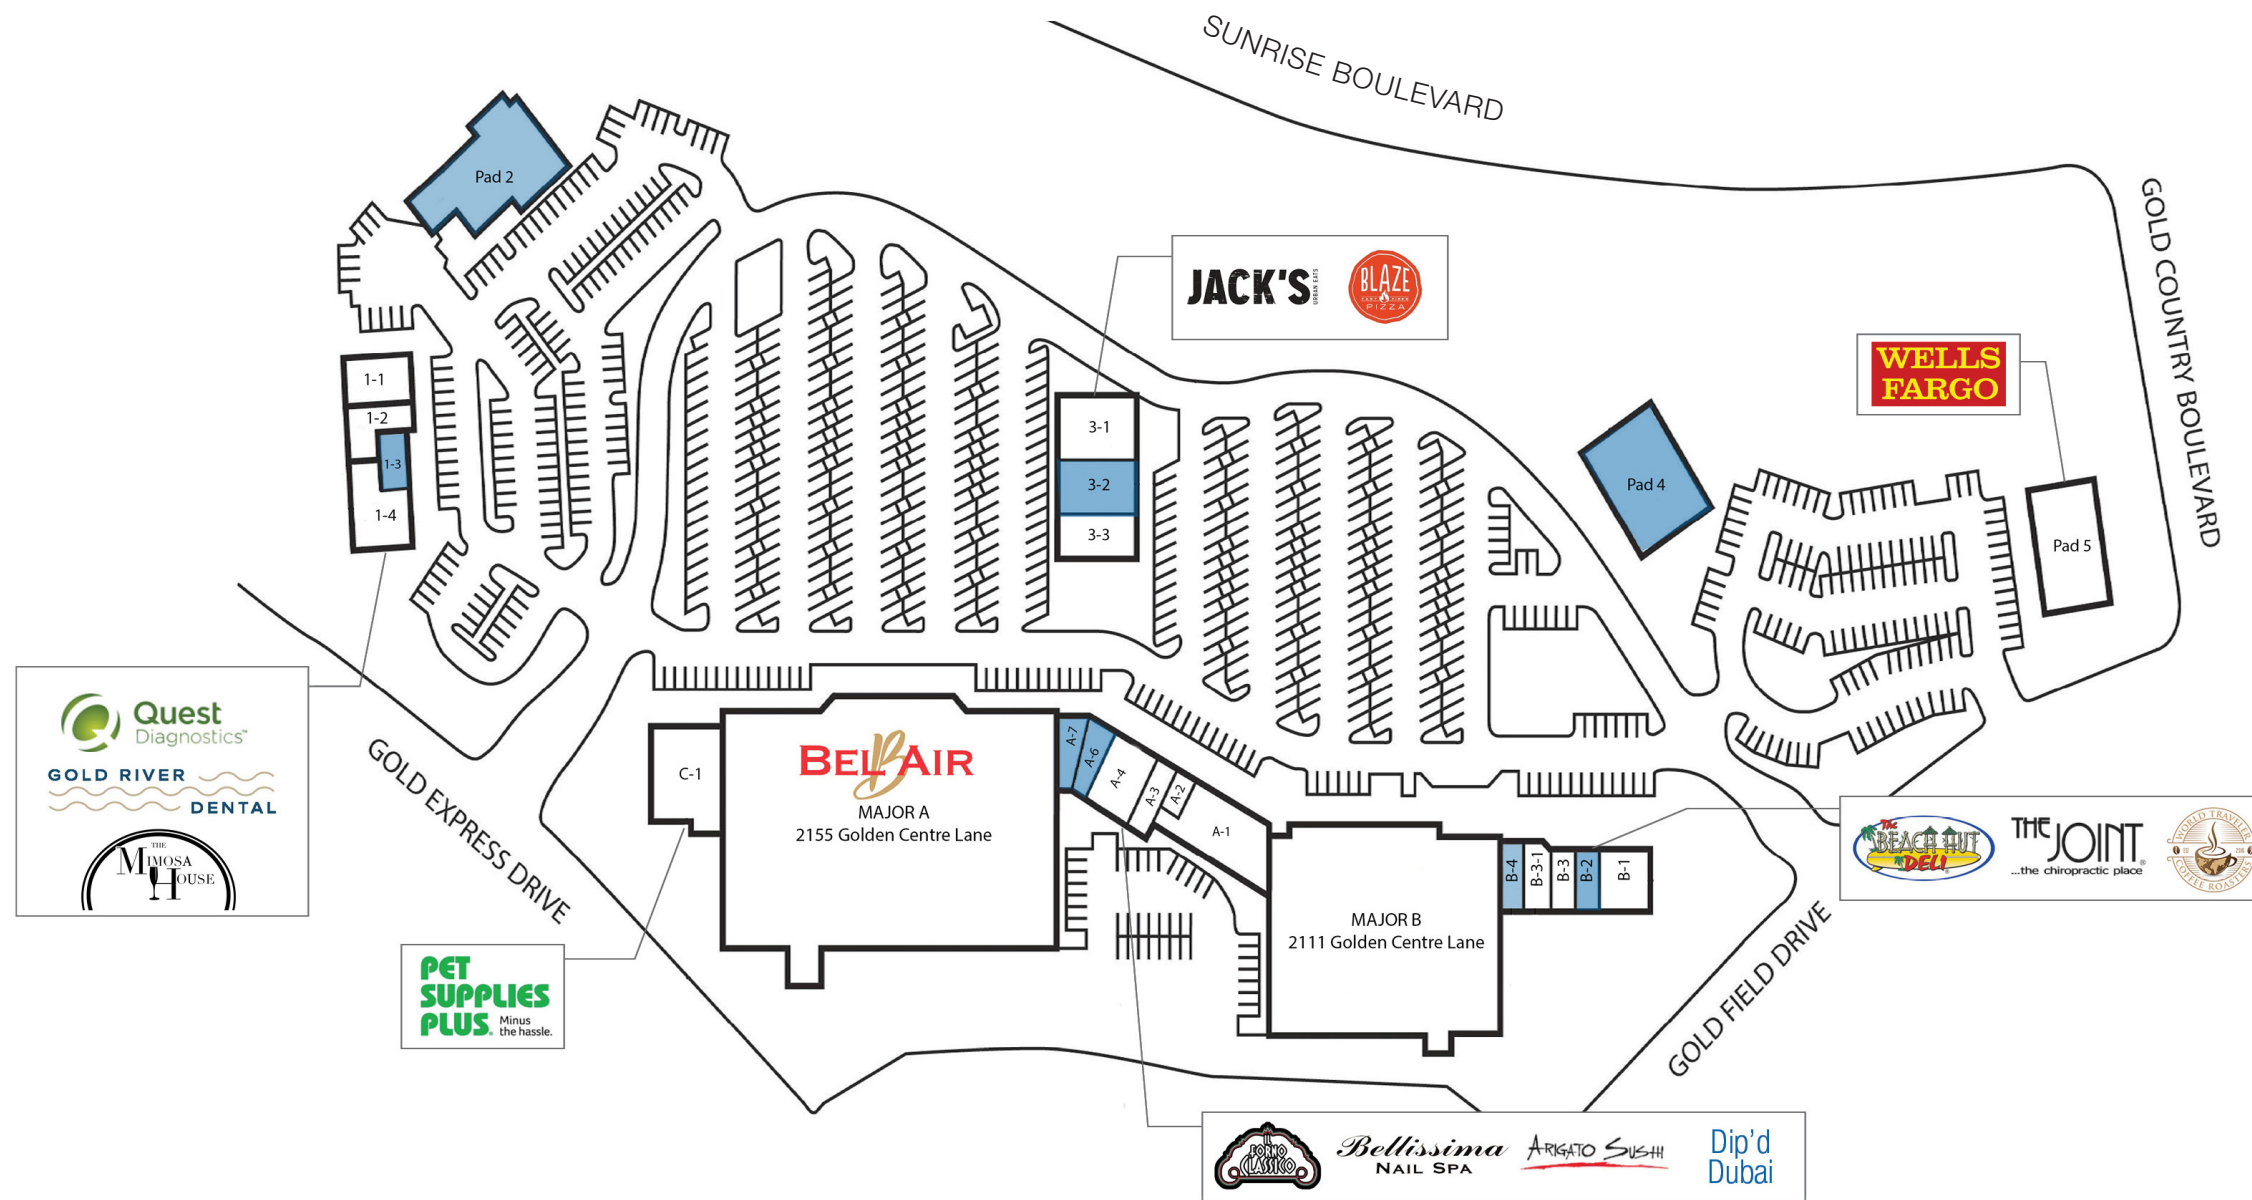 SUNRISE BOULEVARD
GOLD COUNTRY BOULEVARD
Pad 2
JACK'S
URBAN EATS
BLAZE
FAST FIRE'D
PIZZA
WELLS
FARGO
1-1
1-2
1-3
1-4
3-1
3-2
3-3
Pad 4
Pad 5
Quest
Diagnostics™
GOLD RIVER
DENTAL
THE
MIMOSA
HOUSE
GOLD EXPRESS DRIVE
C-1
BEL AIR
MAJOR A
2155 Golden Centre Lane
A-7
A-6
A-4
A-3
A-2
A-1
MAJOR B
2111 Golden Centre Lane
B-4
B-3-1
B-3
B-2
B-1
The
BEACH HUT
DELI
THE
JOINT®
...the chiropractic place
WORLD TRAVELER
COFFEE ROASTERS
GOLD FIELD DRIVE
PET
SUPPLIES
PLUS.
Minus
the hassle.
IL
FORNO
CLASSICO
Bellissima
NAIL SPA
ARIGATO SUSHI
Dip'd
Dubai